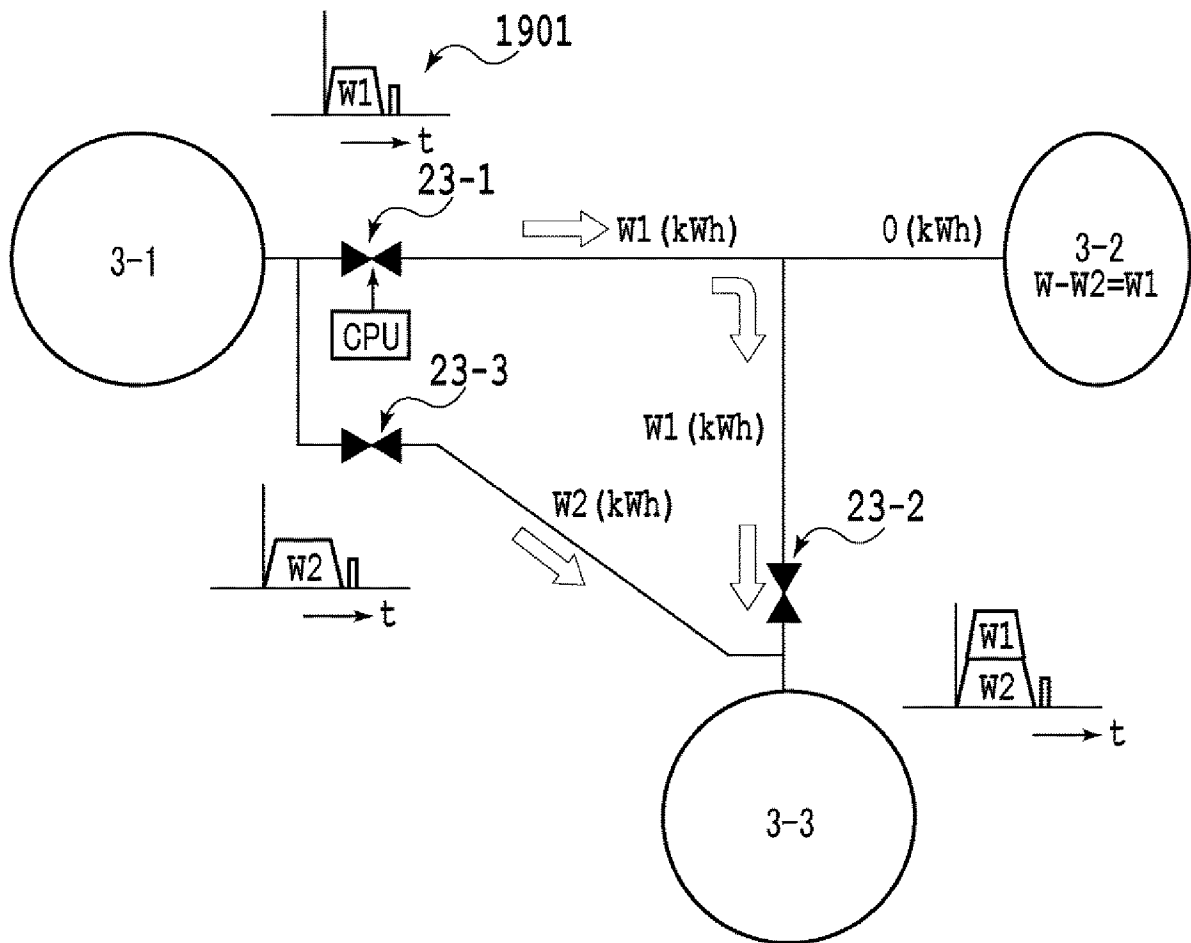 1901
W1
t
23-1
W1(kWh)
0(kWh)
3-1
3-2
W-W2=W1
CPU
23-3
W1(kWh)
W2(kWh)
23-2
W2
t
W1
W2
t
3-3